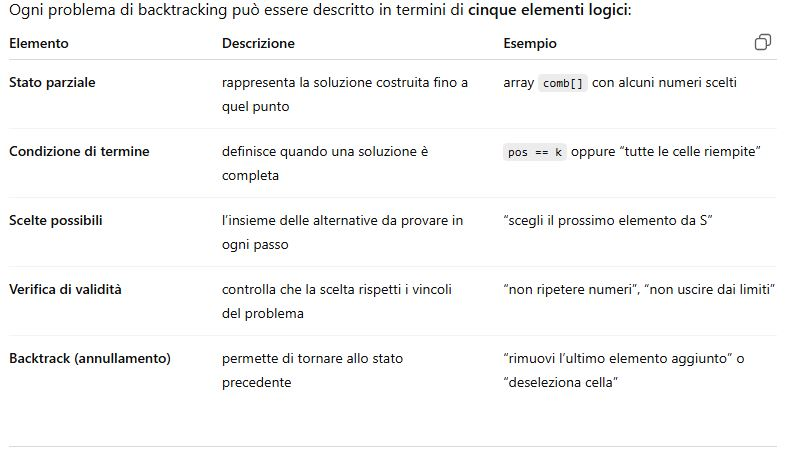 Ogni problema di backtracking può essere descritto in termini di cinque elementi logici:
Elemento Descrizione Esempio
Stato parziale rappresenta la soluzione costruita fino a array comb[] con alcuni numeri scelti
quel punto
Condizione di termine definisce quando una soluzione è pos == k oppure “tutte le celle riempite”
completa
Scelte possibili l’insieme delle alternative da provare in “scegli il prossimo elemento da S”
ogni passo
Verifica di validità controlla che la scelta rispetti i vincoli “non ripetere numeri”, “non uscire dai limiti”
del problema
Backtrack (annullamento) permette di tornare allo stato “rimuovi l’ultimo elemento aggiunto” o
precedente “deseleziona cella”